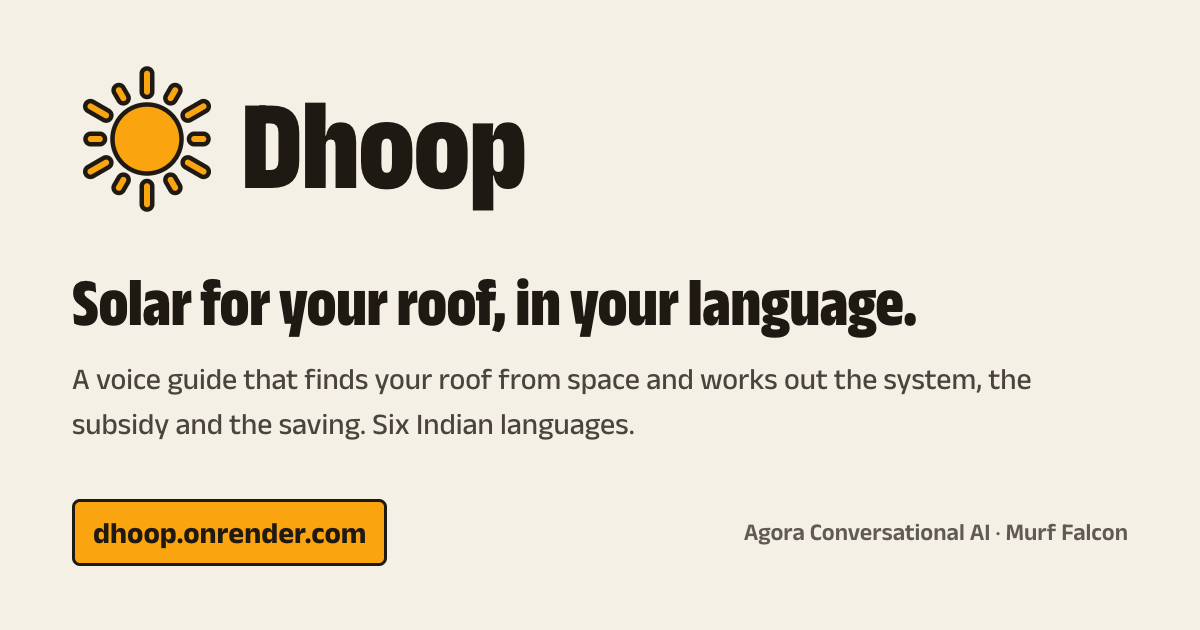 Dhoop
Solar for your roof, in your language.
A voice guide that finds your roof from space and works out the system, the
subsidy and the saving. Six Indian languages.
dhoop.onrender.com
Agora Conversational AI · Murf Falcon